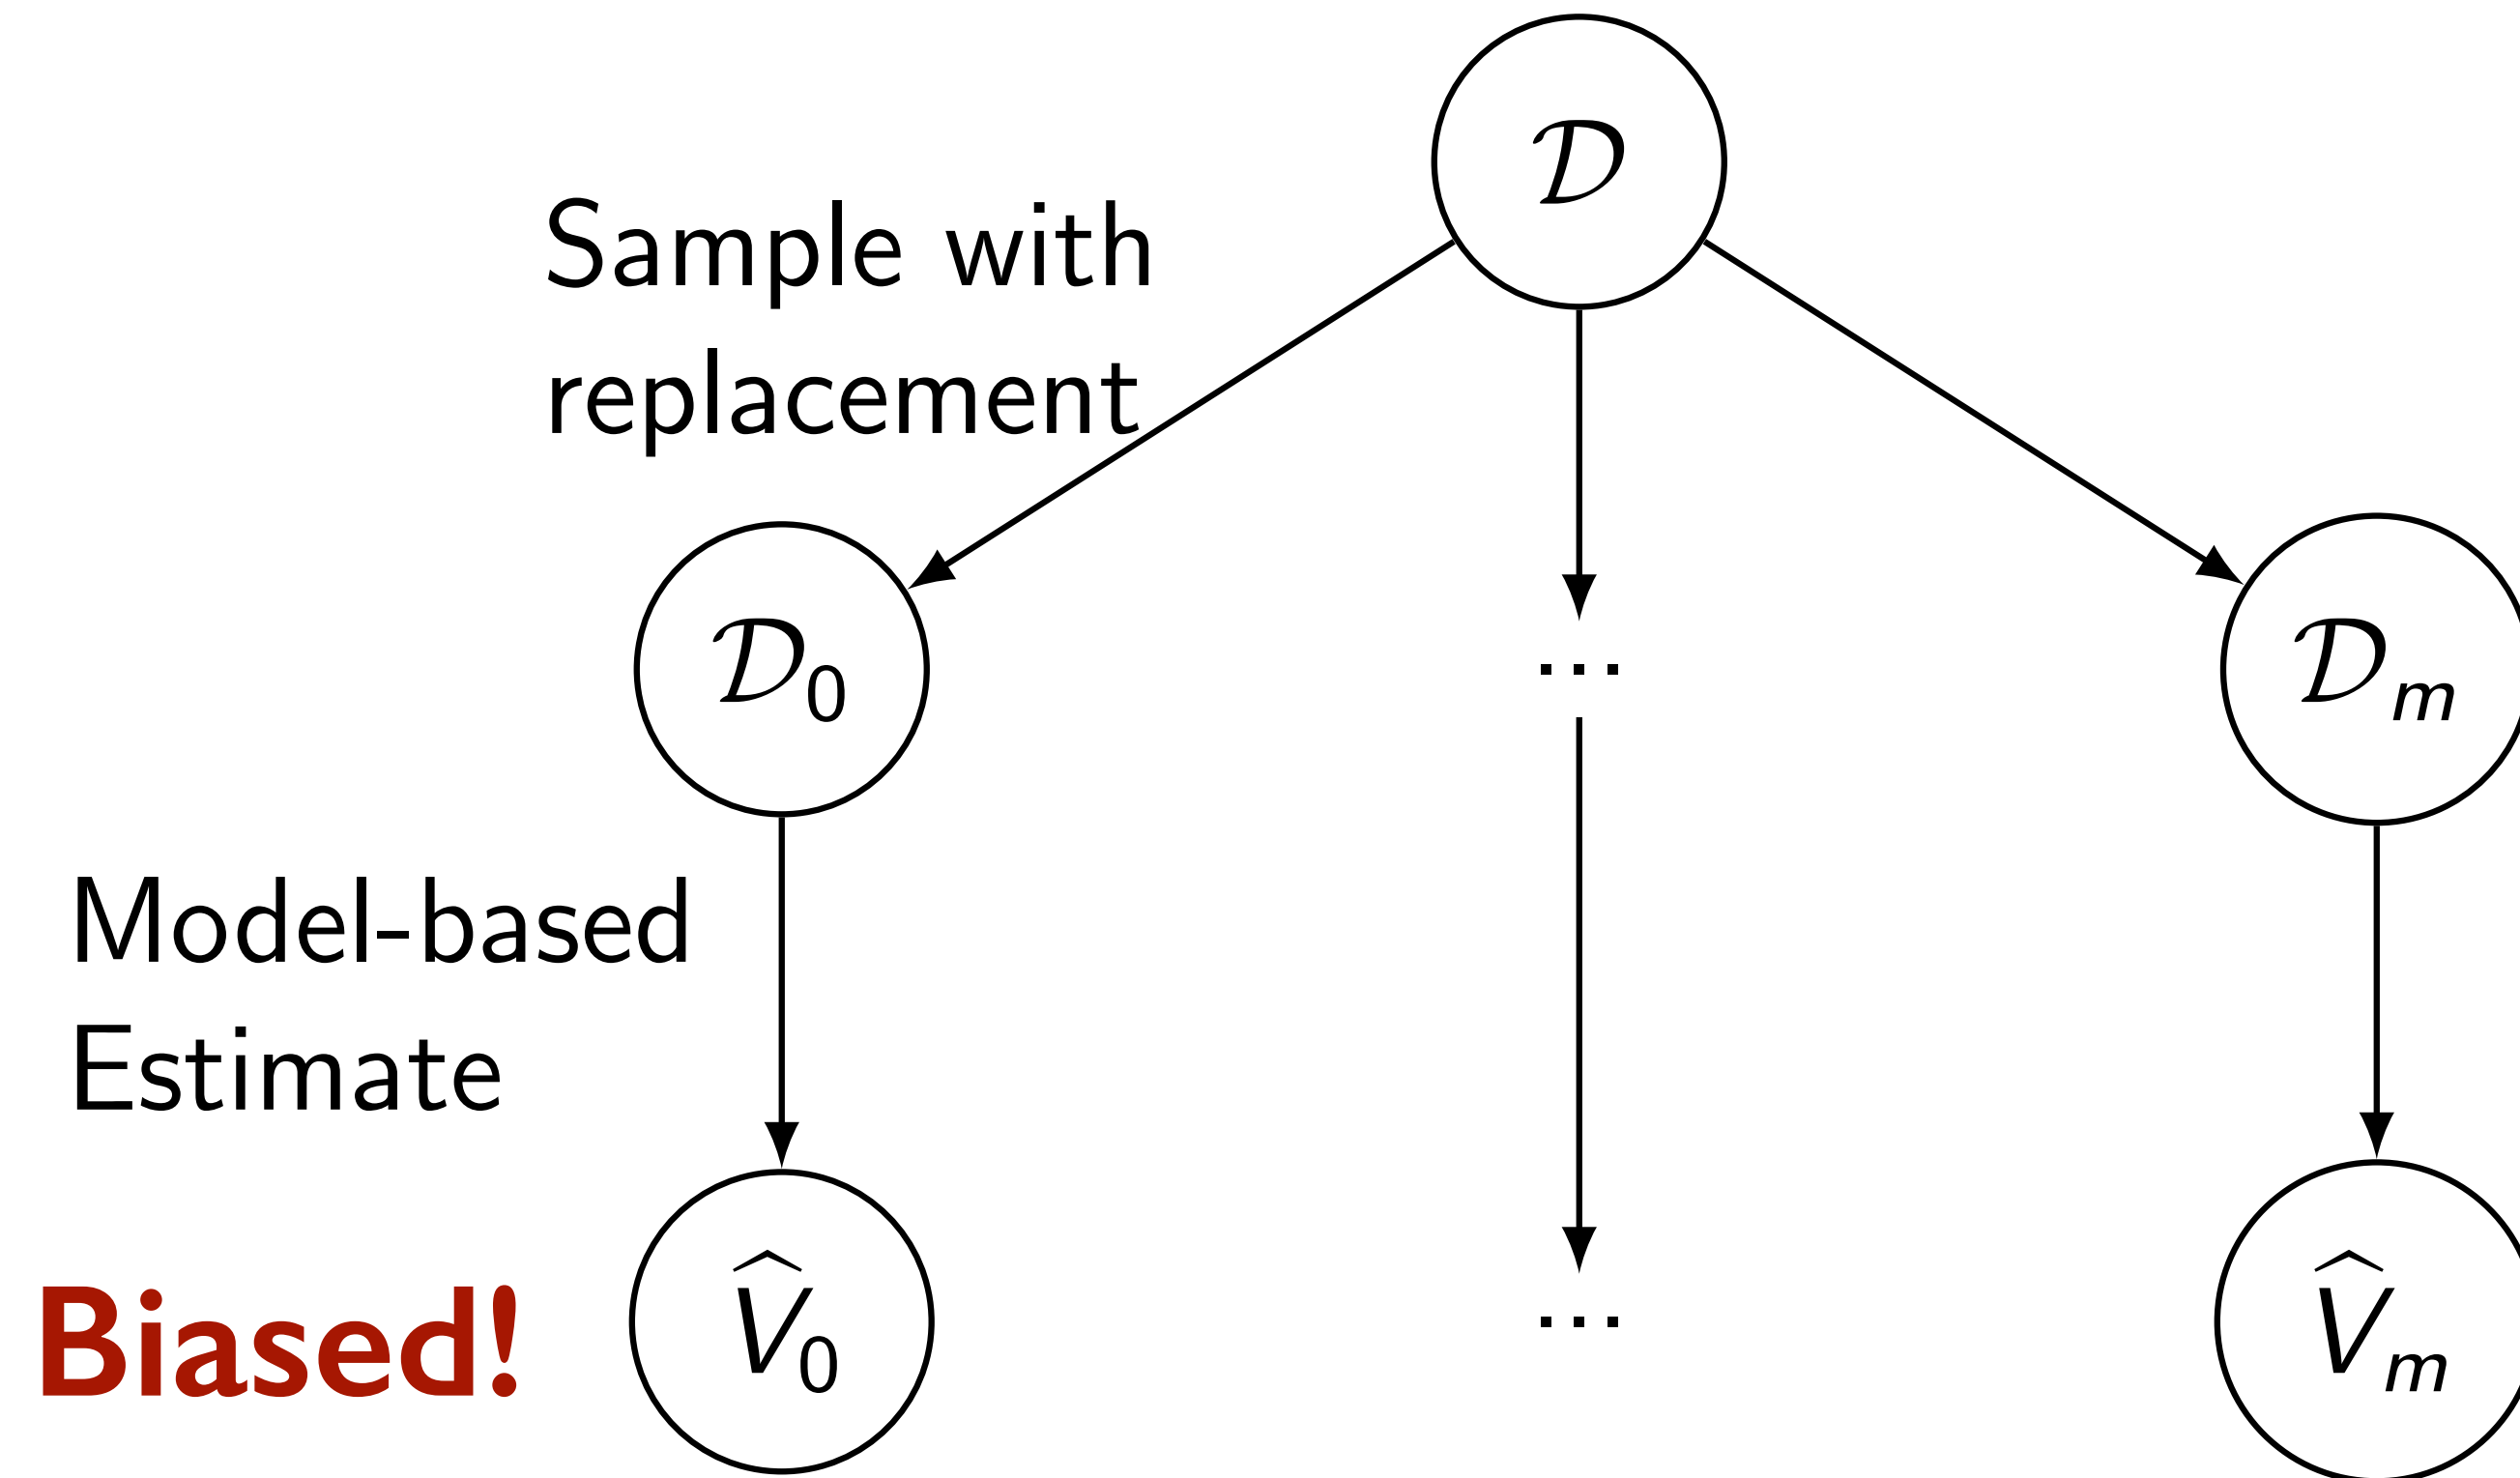 𝒟
Sample with
replacement
𝒟₀ ... 𝒟ₘ
Model-based
Estimate
Biased!
V̂₀ ... V̂ₘ